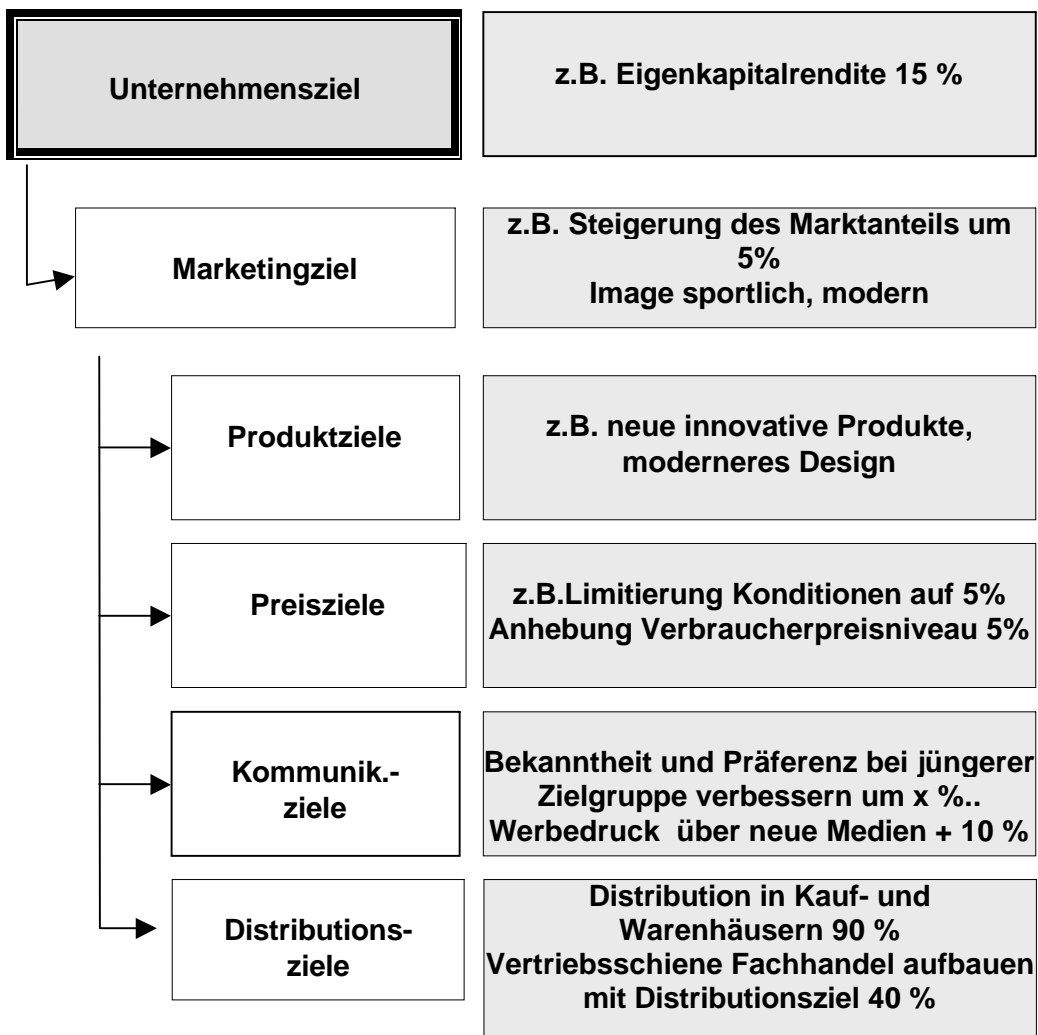 Unternehmensziel
z.B. Eigenkapitalrendite 15 %
Marketingziel
z.B. Steigerung des Marktanteils um
5%
Image sportlich, modern
Produktziele
z.B. neue innovative Produkte,
moderneres Design
Preisziele
z.B.Limitierung Konditionen auf 5%
Anhebung Verbraucherpreisniveau 5%
Kommunik.-
ziele
Bekanntheit und Präferenz bei jüngerer
Zielgruppe verbessern um x %..
Werbedruck  über neue Medien + 10 %
Distributions-
ziele
Distribution in Kauf- und
Warenhäusern 90 %
Vertriebsschiene Fachhandel aufbauen
mit Distributionsziel 40 %